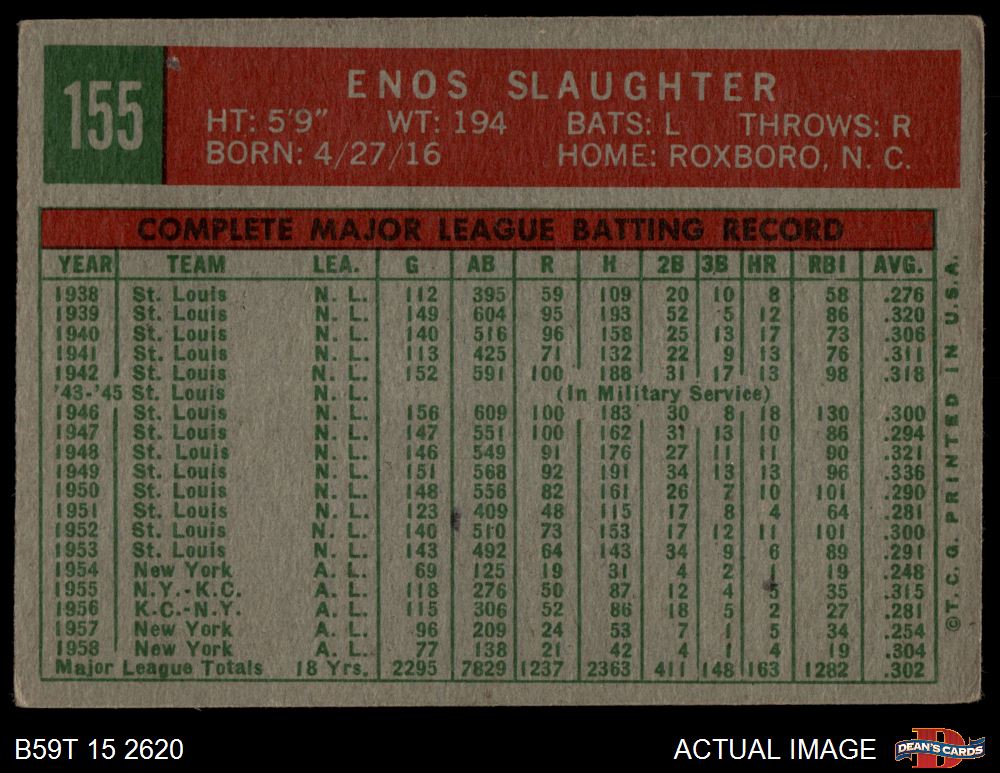 155
ENOS SLAUGHTER
HT: 5'9" WT: 194 BATS: L THROWS: R
BORN: 4/27/16 HOME: ROXBORO, N. C.
COMPLETE MAJOR LEAGUE BATTING RECORD
YEAR TEAM LEA. G AB R H 2B 3B HR RBI AVG.
1938 St. Louis N. L. 112 395 59 109 20 10 8 58 .276
1939 St. Louis N. L. 149 604 95 193 52 5 12 86 .320
1940 St. Louis N. L. 140 516 96 158 25 13 17 73 .306
1941 St. Louis N. L. 113 425 71 132 22 9 13 76 .311
1942 St. Louis N. L. 152 591 100 188 31 17 13 98 .318
'43-'45 St. Louis N. L. (In Military Service)
1946 St. Louis N. L. 156 609 100 183 30 8 18 130 .300
1947 St. Louis N. L. 147 551 100 162 31 13 10 86 .294
1948 St. Louis N. L. 146 549 91 176 27 11 11 90 .321
1949 St. Louis N. L. 151 568 92 191 34 13 13 96 .336
1950 St. Louis N. L. 148 556 82 161 26 7 10 101 .290
1951 St. Louis N. L. 123 409 48 115 17 8 4 64 .281
1952 St. Louis N. L. 140 510 73 153 17 12 11 101 .300
1953 St. Louis N. L. 143 492 64 143 34 9 6 89 .291
1954 New York A. L. 69 125 19 31 4 2 1 19 .248
1955 N.Y.-K.C. A. L. 118 276 50 87 12 4 5 35 .315
1956 K.C.-N.Y. A. L. 115 306 52 86 18 5 2 27 .281
1957 New York A. L. 96 209 24 53 7 1 5 34 .254
1958 New York A. L. 77 138 21 42 4 1 4 19 .304
Major League Totals 18 Yrs. 2295 7829 1237 2363 411 148 163 1282 .302
©T. C. G. PRINTED IN U.S.A.
B59T 15 2620
ACTUAL IMAGE
DEAN'S CARDS